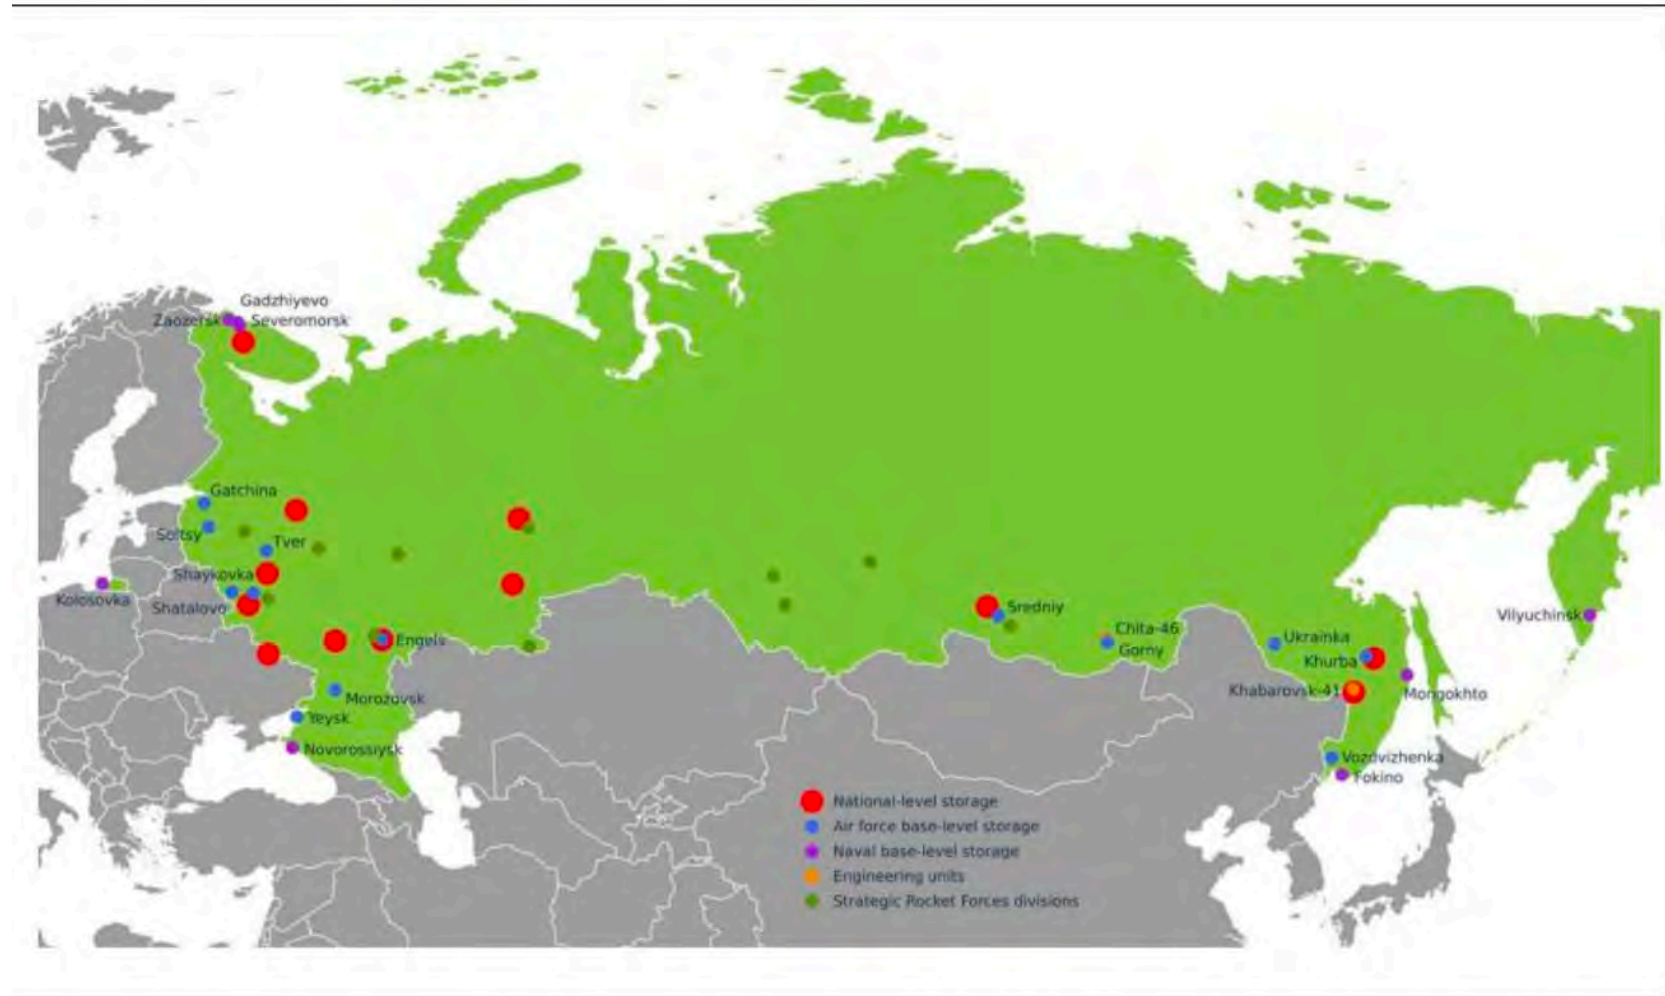 Gadzhiyevo
Zaozersk
Severomorsk
Gatchina
Soltsy
Tver
Shaykovka
Kolosovka
Shatalovo
Engels
Morozovsk
Yeysk
Novorossiysk
Sredniy
Chita-46
Gorny
Ukrainka
Khurba
Khabarovsk-41
Mongokhto
Vilyuchinsk
Vozdvizhenka
Fokino
National-level storage
Air force base-level storage
Naval base-level storage
Engineering units
Strategic Rocket Forces divisions